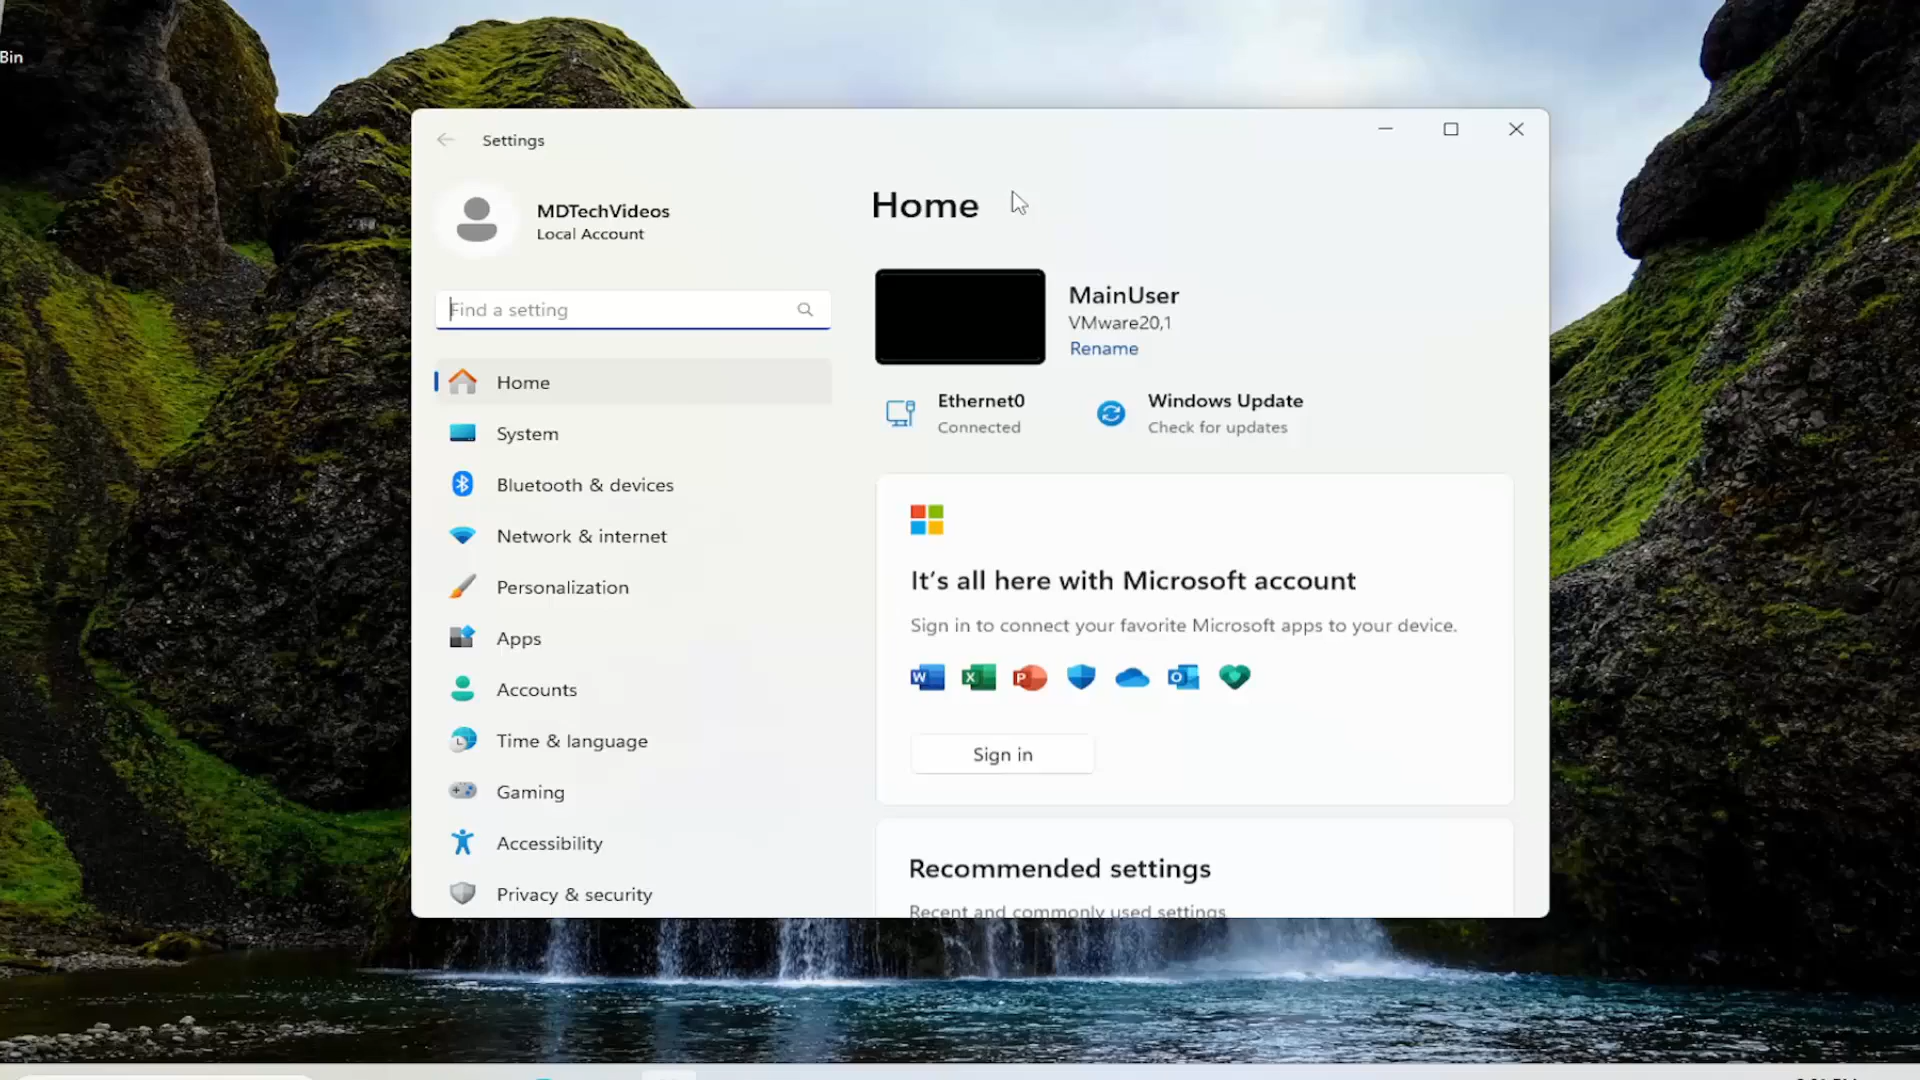 Bin
Settings
MDTechVideos
Local Account
Find a setting
Home
System
Bluetooth & devices
Network & internet
Personalization
Apps
Accounts
Time & language
Gaming
Accessibility
Privacy & security
Home
MainUser
VMware20,1
Rename
Ethernet0
Connected
Windows Update
Check for updates
It's all here with Microsoft account
Sign in to connect your favorite Microsoft apps to your device.
Sign in
Recommended settings
Recent and commonly used settings